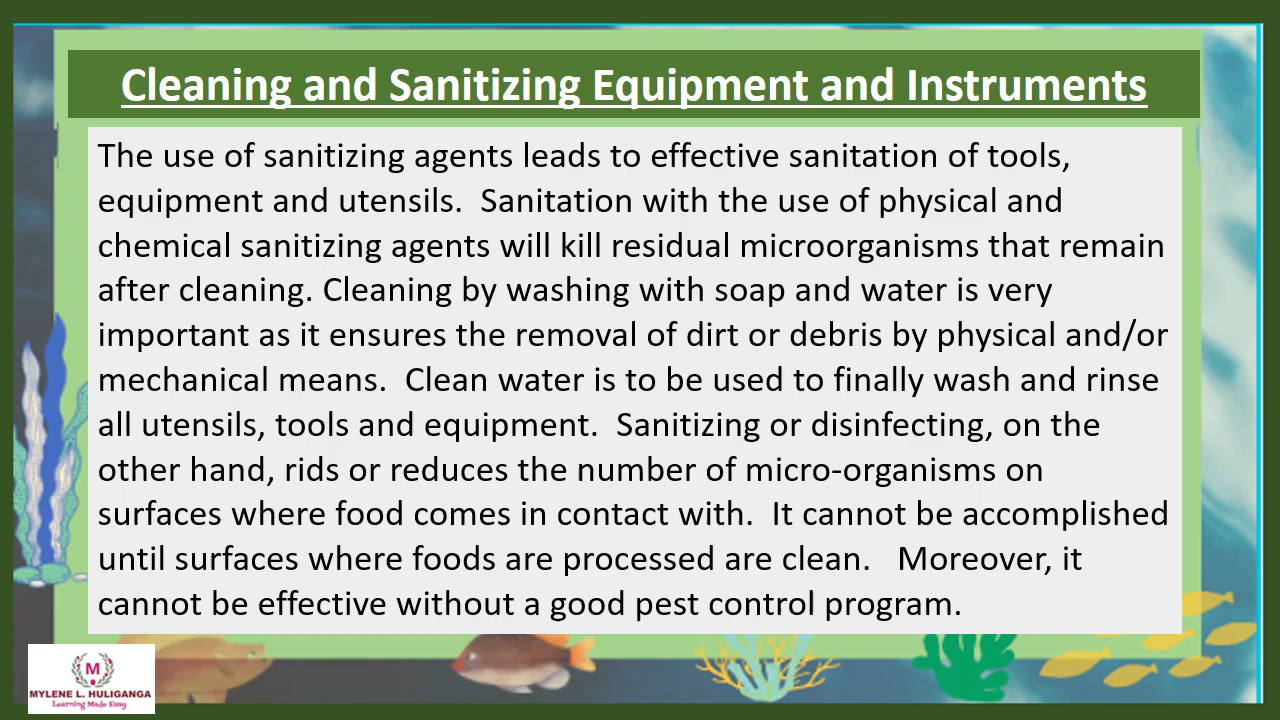 Cleaning and Sanitizing Equipment and Instruments
The use of sanitizing agents leads to effective sanitation of tools,
equipment and utensils.  Sanitation with the use of physical and
chemical sanitizing agents will kill residual microorganisms that remain
after cleaning. Cleaning by washing with soap and water is very
important as it ensures the removal of dirt or debris by physical and/or
mechanical means.  Clean water is to be used to finally wash and rinse
all utensils, tools and equipment.  Sanitizing or disinfecting, on the
other hand, rids or reduces the number of micro-organisms on
surfaces where food comes in contact with.  It cannot be accomplished
until surfaces where foods are processed are clean.   Moreover, it
cannot be effective without a good pest control program.
M
MYLENE L. HULIGANGA
Learning Made Easy